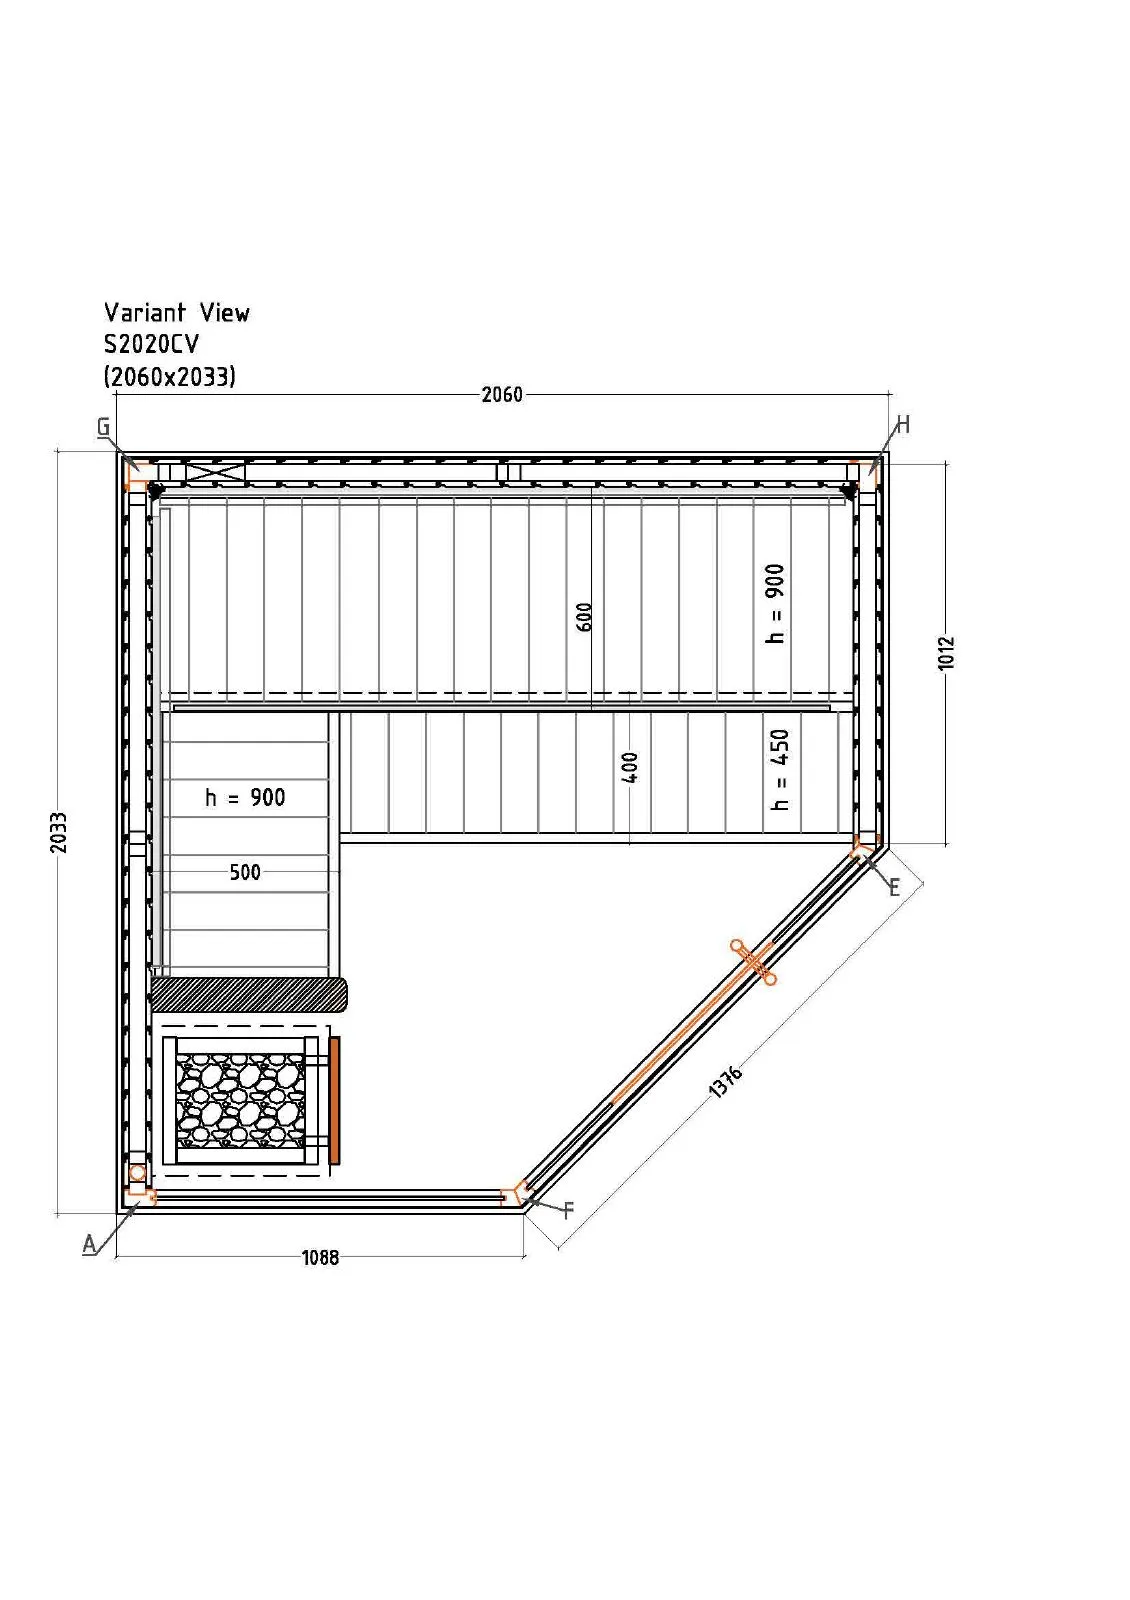 Variant View
S2020CV
(2060x2033)
2060
G
H
h = 900
600
1012
h = 450
400
2033
h = 900
500
E
1376
F
A
1088